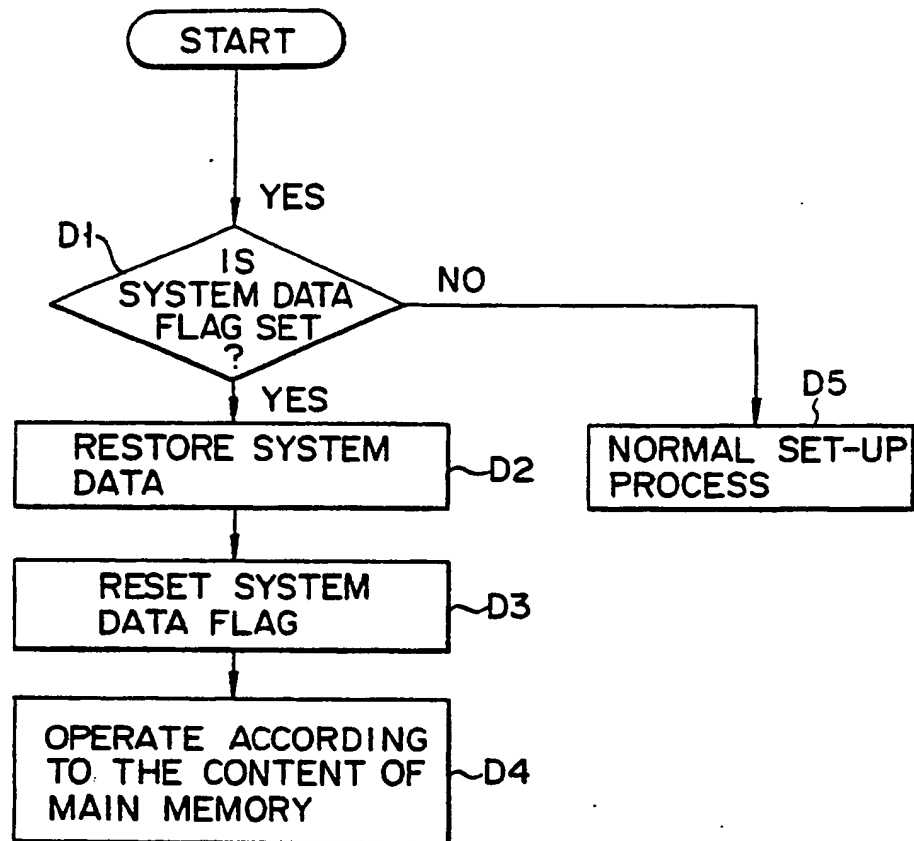 START
YES
D1
IS
SYSTEM DATA
FLAG SET
?
NO
YES
D5
NORMAL SET-UP
PROCESS
RESTORE SYSTEM
DATA
D2
RESET SYSTEM
DATA FLAG
D3
OPERATE ACCORDING
TO THE CONTENT OF
MAIN MEMORY
D4